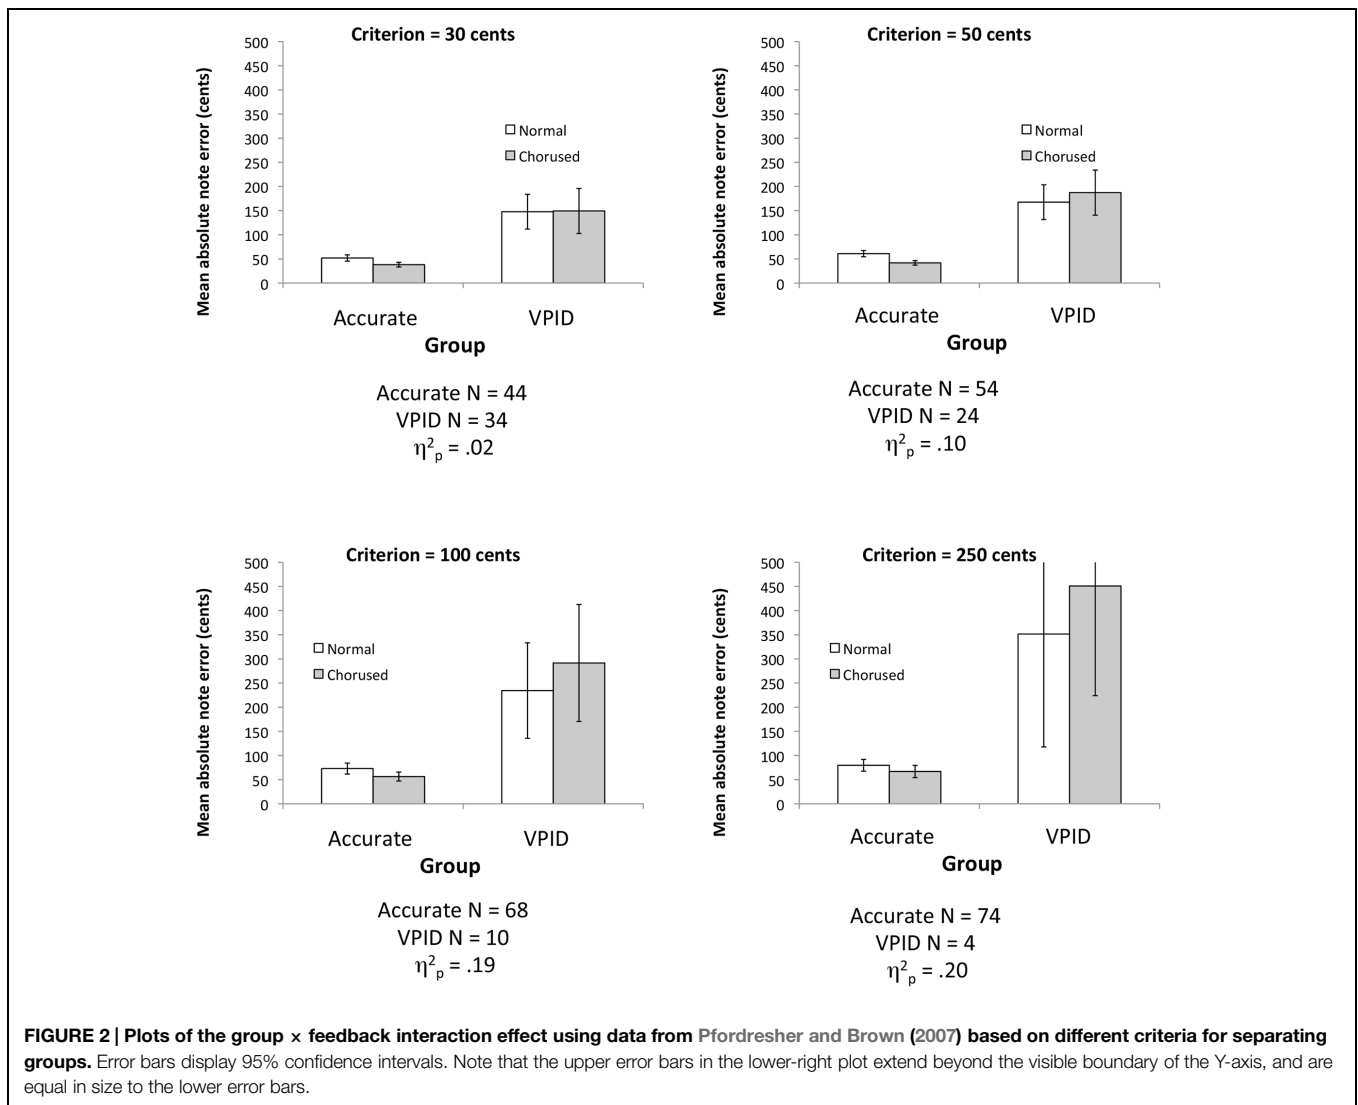 Criterion = 30 cents
Mean absolute note error (cents)
500
450
400
350
300
250
200
150
100
50
0
Normal
Chorused
Accurate
VPID
Group
Accurate N = 44
VPID N = 34
η²ₚ = .02
Criterion = 50 cents
Mean absolute note error (cents)
500
450
400
350
300
250
200
150
100
50
0
Normal
Chorused
Accurate
VPID
Group
Accurate N = 54
VPID N = 24
η²ₚ = .10
Criterion = 100 cents
Mean absolute note error (cents)
500
450
400
350
300
250
200
150
100
50
0
Normal
Chorused
Accurate
VPID
Group
Accurate N = 68
VPID N = 10
η²ₚ = .19
Criterion = 250 cents
Mean absolute note error (cents)
500
450
400
350
300
250
200
150
100
50
0
Normal
Chorused
Accurate
VPID
Group
Accurate N = 74
VPID N = 4
η²ₚ = .20
FIGURE 2 | Plots of the group × feedback interaction effect using data from Pfordresher and Brown (2007) based on different criteria for separating
groups. Error bars display 95% confidence intervals. Note that the upper error bars in the lower-right plot extend beyond the visible boundary of the Y-axis, and are
equal in size to the lower error bars.